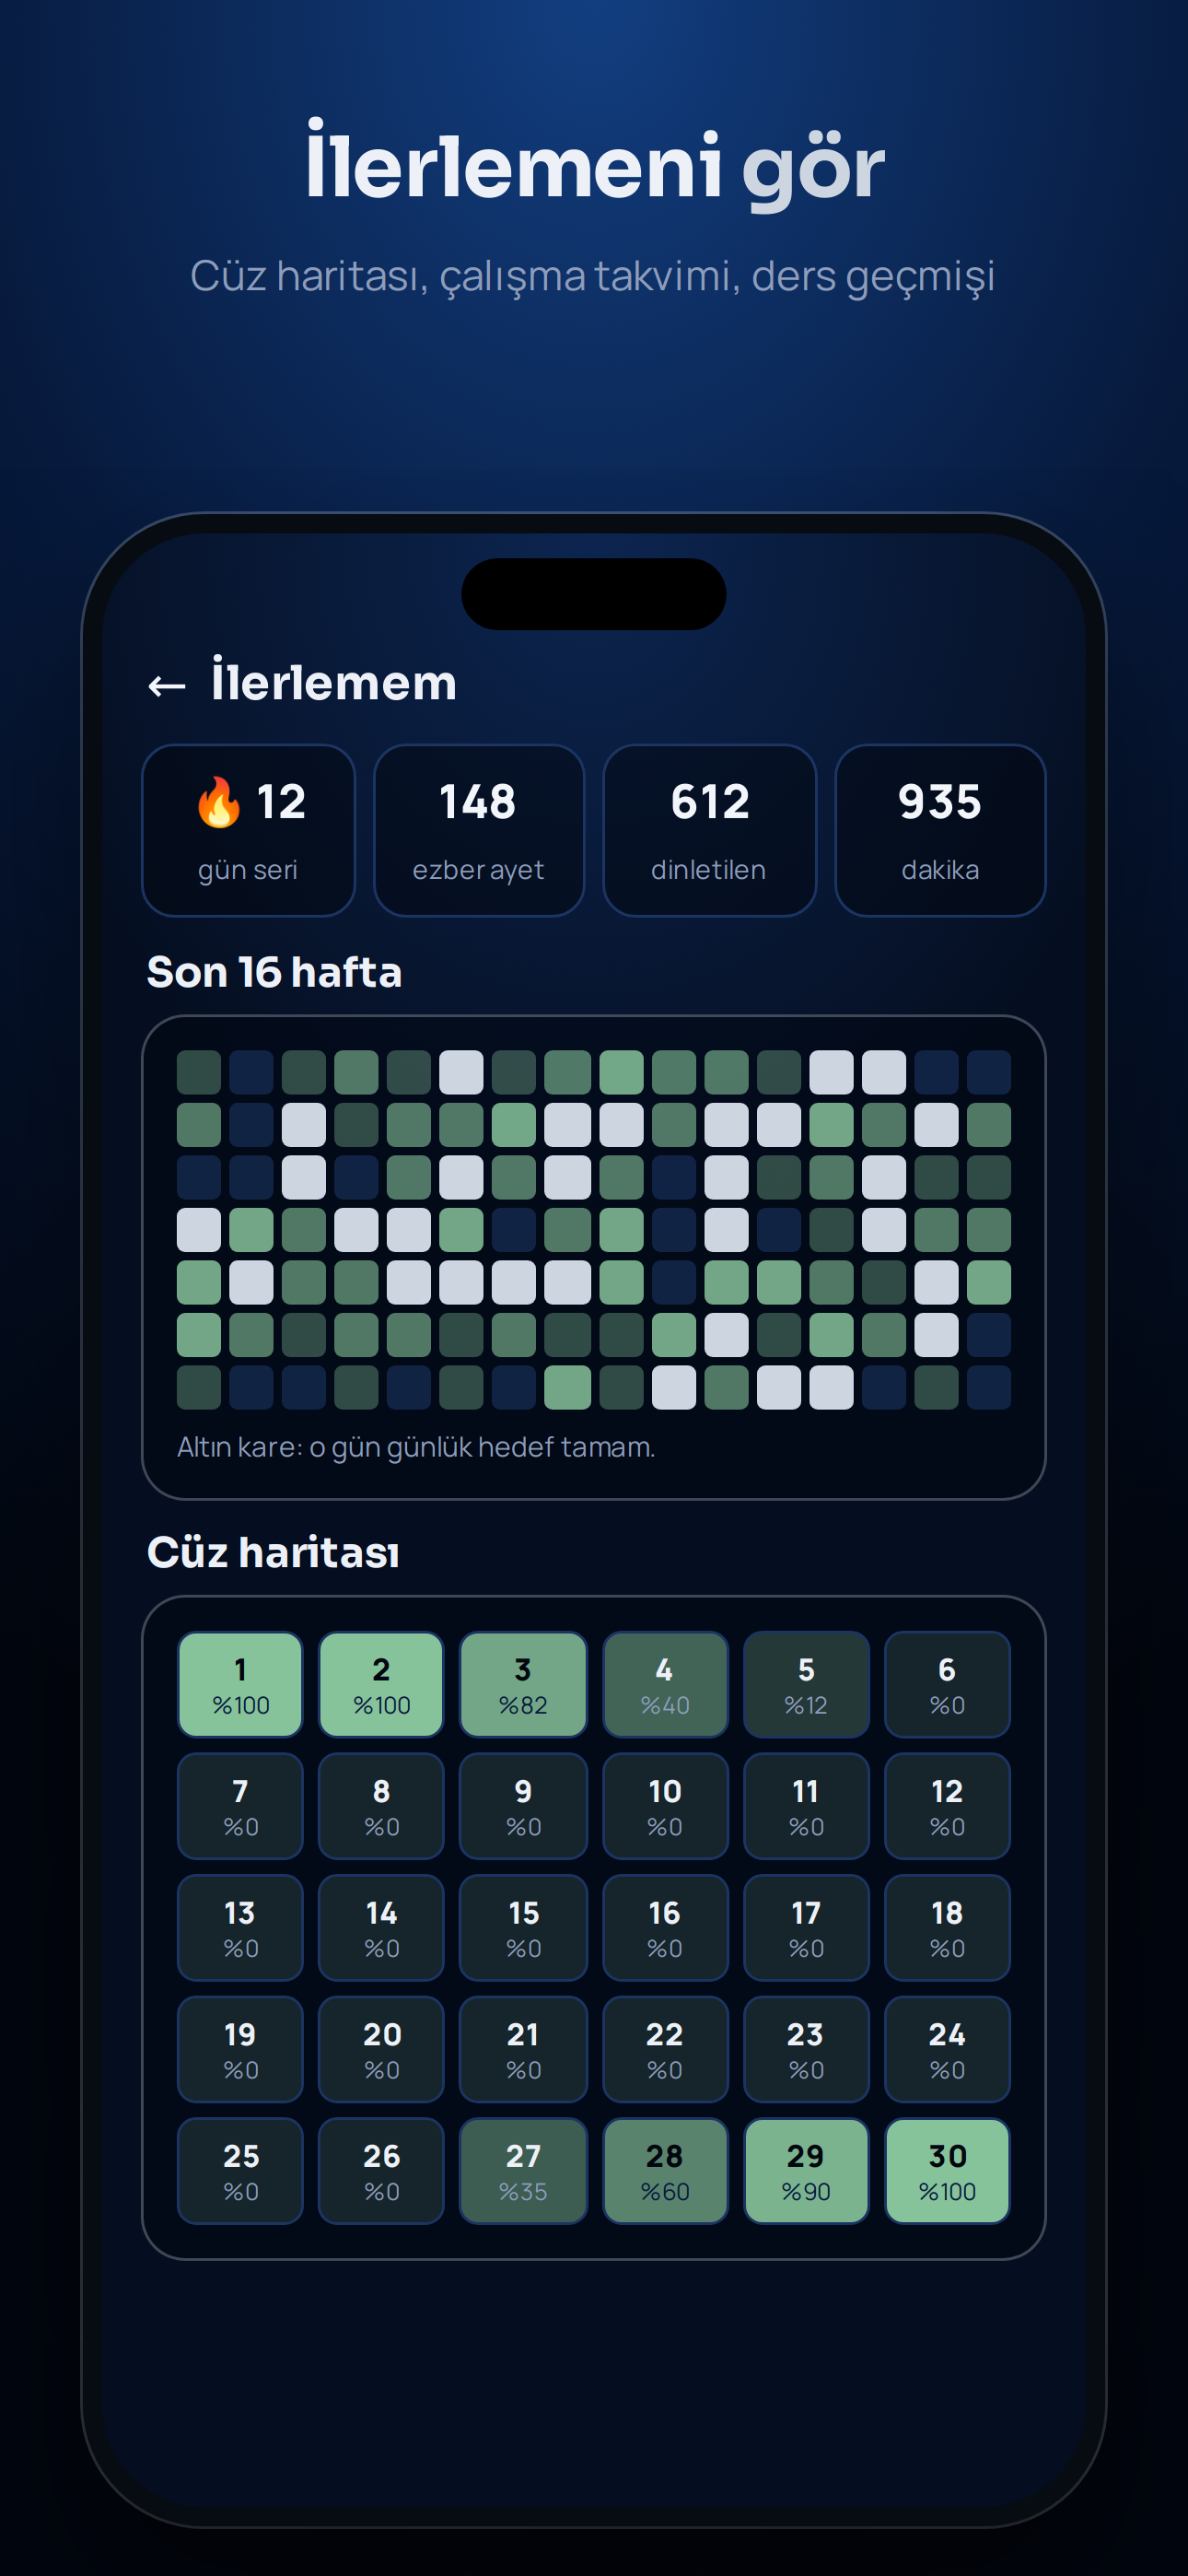 İlerlemeni gör
Cüz haritası, çalışma takvimi, ders geçmişi
← İlerlemem
🔥 12 148 612 935
gün seri ezber ayet dinletilen dakika
Son 16 hafta
Altın kare: o gün günlük hedef tamam.
Cüz haritası
1 2 3 4 5 6
%100 %100 %82 %40 %12 %0
7 8 9 10 11 12
%0 %0 %0 %0 %0 %0
13 14 15 16 17 18
%0 %0 %0 %0 %0 %0
19 20 21 22 23 24
%0 %0 %0 %0 %0 %0
25 26 27 28 29 30
%0 %0 %35 %60 %90 %100